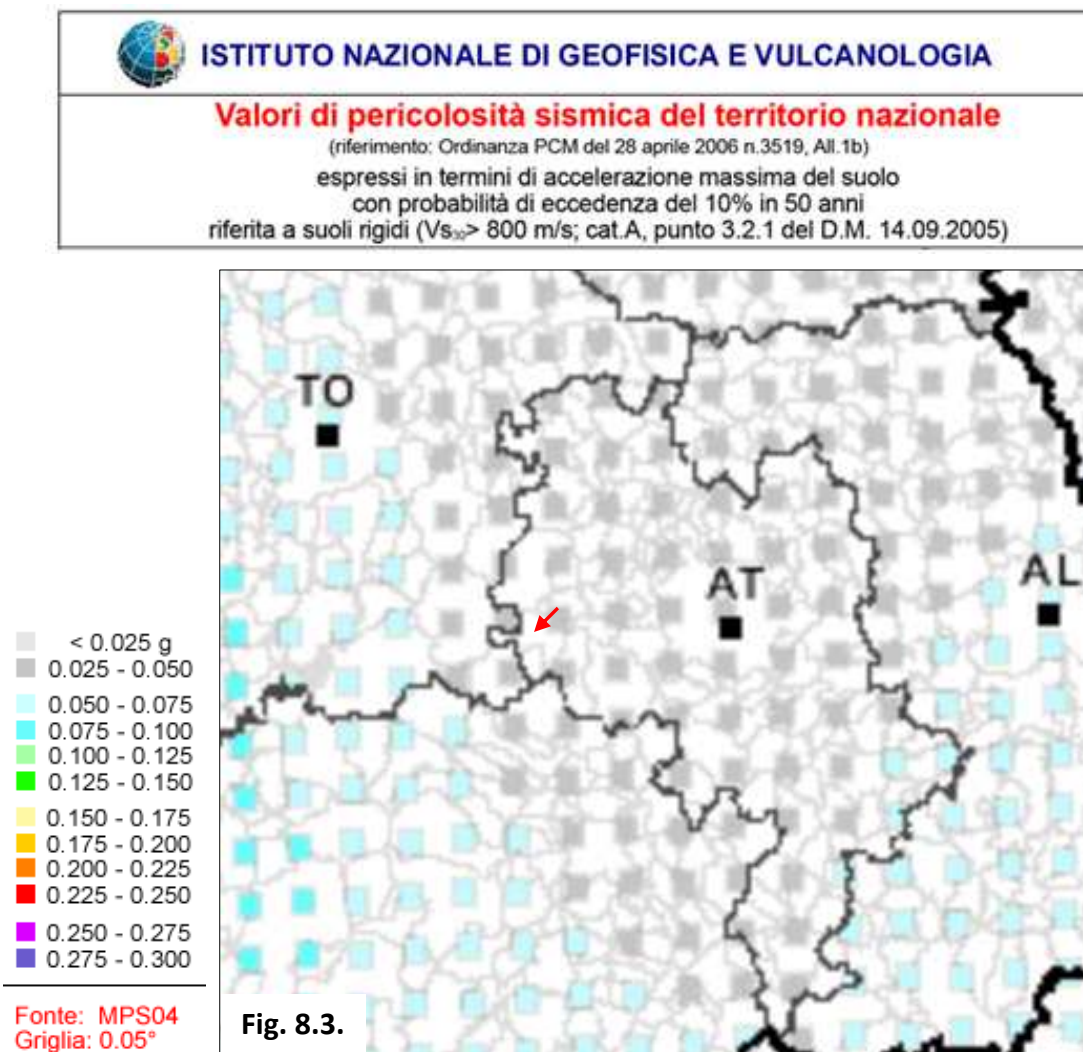 ISTITUTO NAZIONALE DI GEOFISICA E VULCANOLOGIA
Valori di pericolosità sismica del territorio nazionale
(riferimento: Ordinanza PCM del 28 aprile 2006 n.3519, All.1b)
espressi in termini di accelerazione massima del suolo
con probabilità di eccedenza del 10% in 50 anni
riferita a suoli rigidi (Vs₃₀> 800 m/s; cat.A, punto 3.2.1 del D.M. 14.09.2005)
TO
AT
AL
< 0.025 g
0.025 - 0.050
0.050 - 0.075
0.075 - 0.100
0.100 - 0.125
0.125 - 0.150
0.150 - 0.175
0.175 - 0.200
0.200 - 0.225
0.225 - 0.250
0.250 - 0.275
0.275 - 0.300
Fonte: MPS04
Griglia: 0.05°
Fig. 8.3.